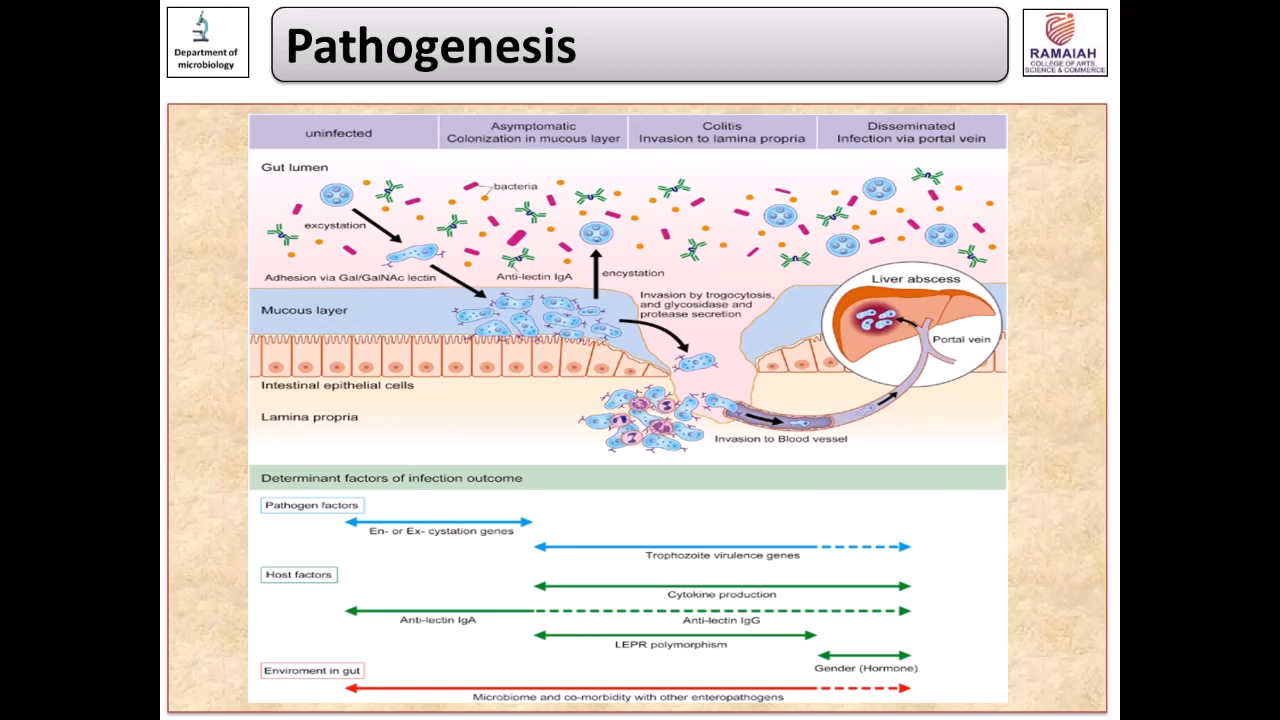 Department of
microbiology
Pathogenesis
RAMAIAH
COLLEGE OF ARTS,
SCIENCE & COMMERCE
uninfected
Asymptomatic
Colonization in mucous layer
Colitis
Invasion to lamina propria
Disseminated
Infection via portal vein
Gut lumen
bacteria
excystation
Adhesion via Gal/GalNAc lectin
Anti-lectin IgA
encystation
Liver abscess
Mucous layer
Invasion by trogocytosis,
and glycosidase and
protease secretion
Portal vein
Intestinal epithelial cells
Lamina propria
Invasion to Blood vessel
Determinant factors of infection outcome
Pathogen factors
En- or Ex- cystation genes
Trophozoite virulence genes
Host factors
Cytokine production
Anti-lectin IgA
Anti-lectin IgG
LEPR polymorphism
Gender (Hormone)
Enviroment in gut
Microbiome and co-morbidity with other enteropathogens